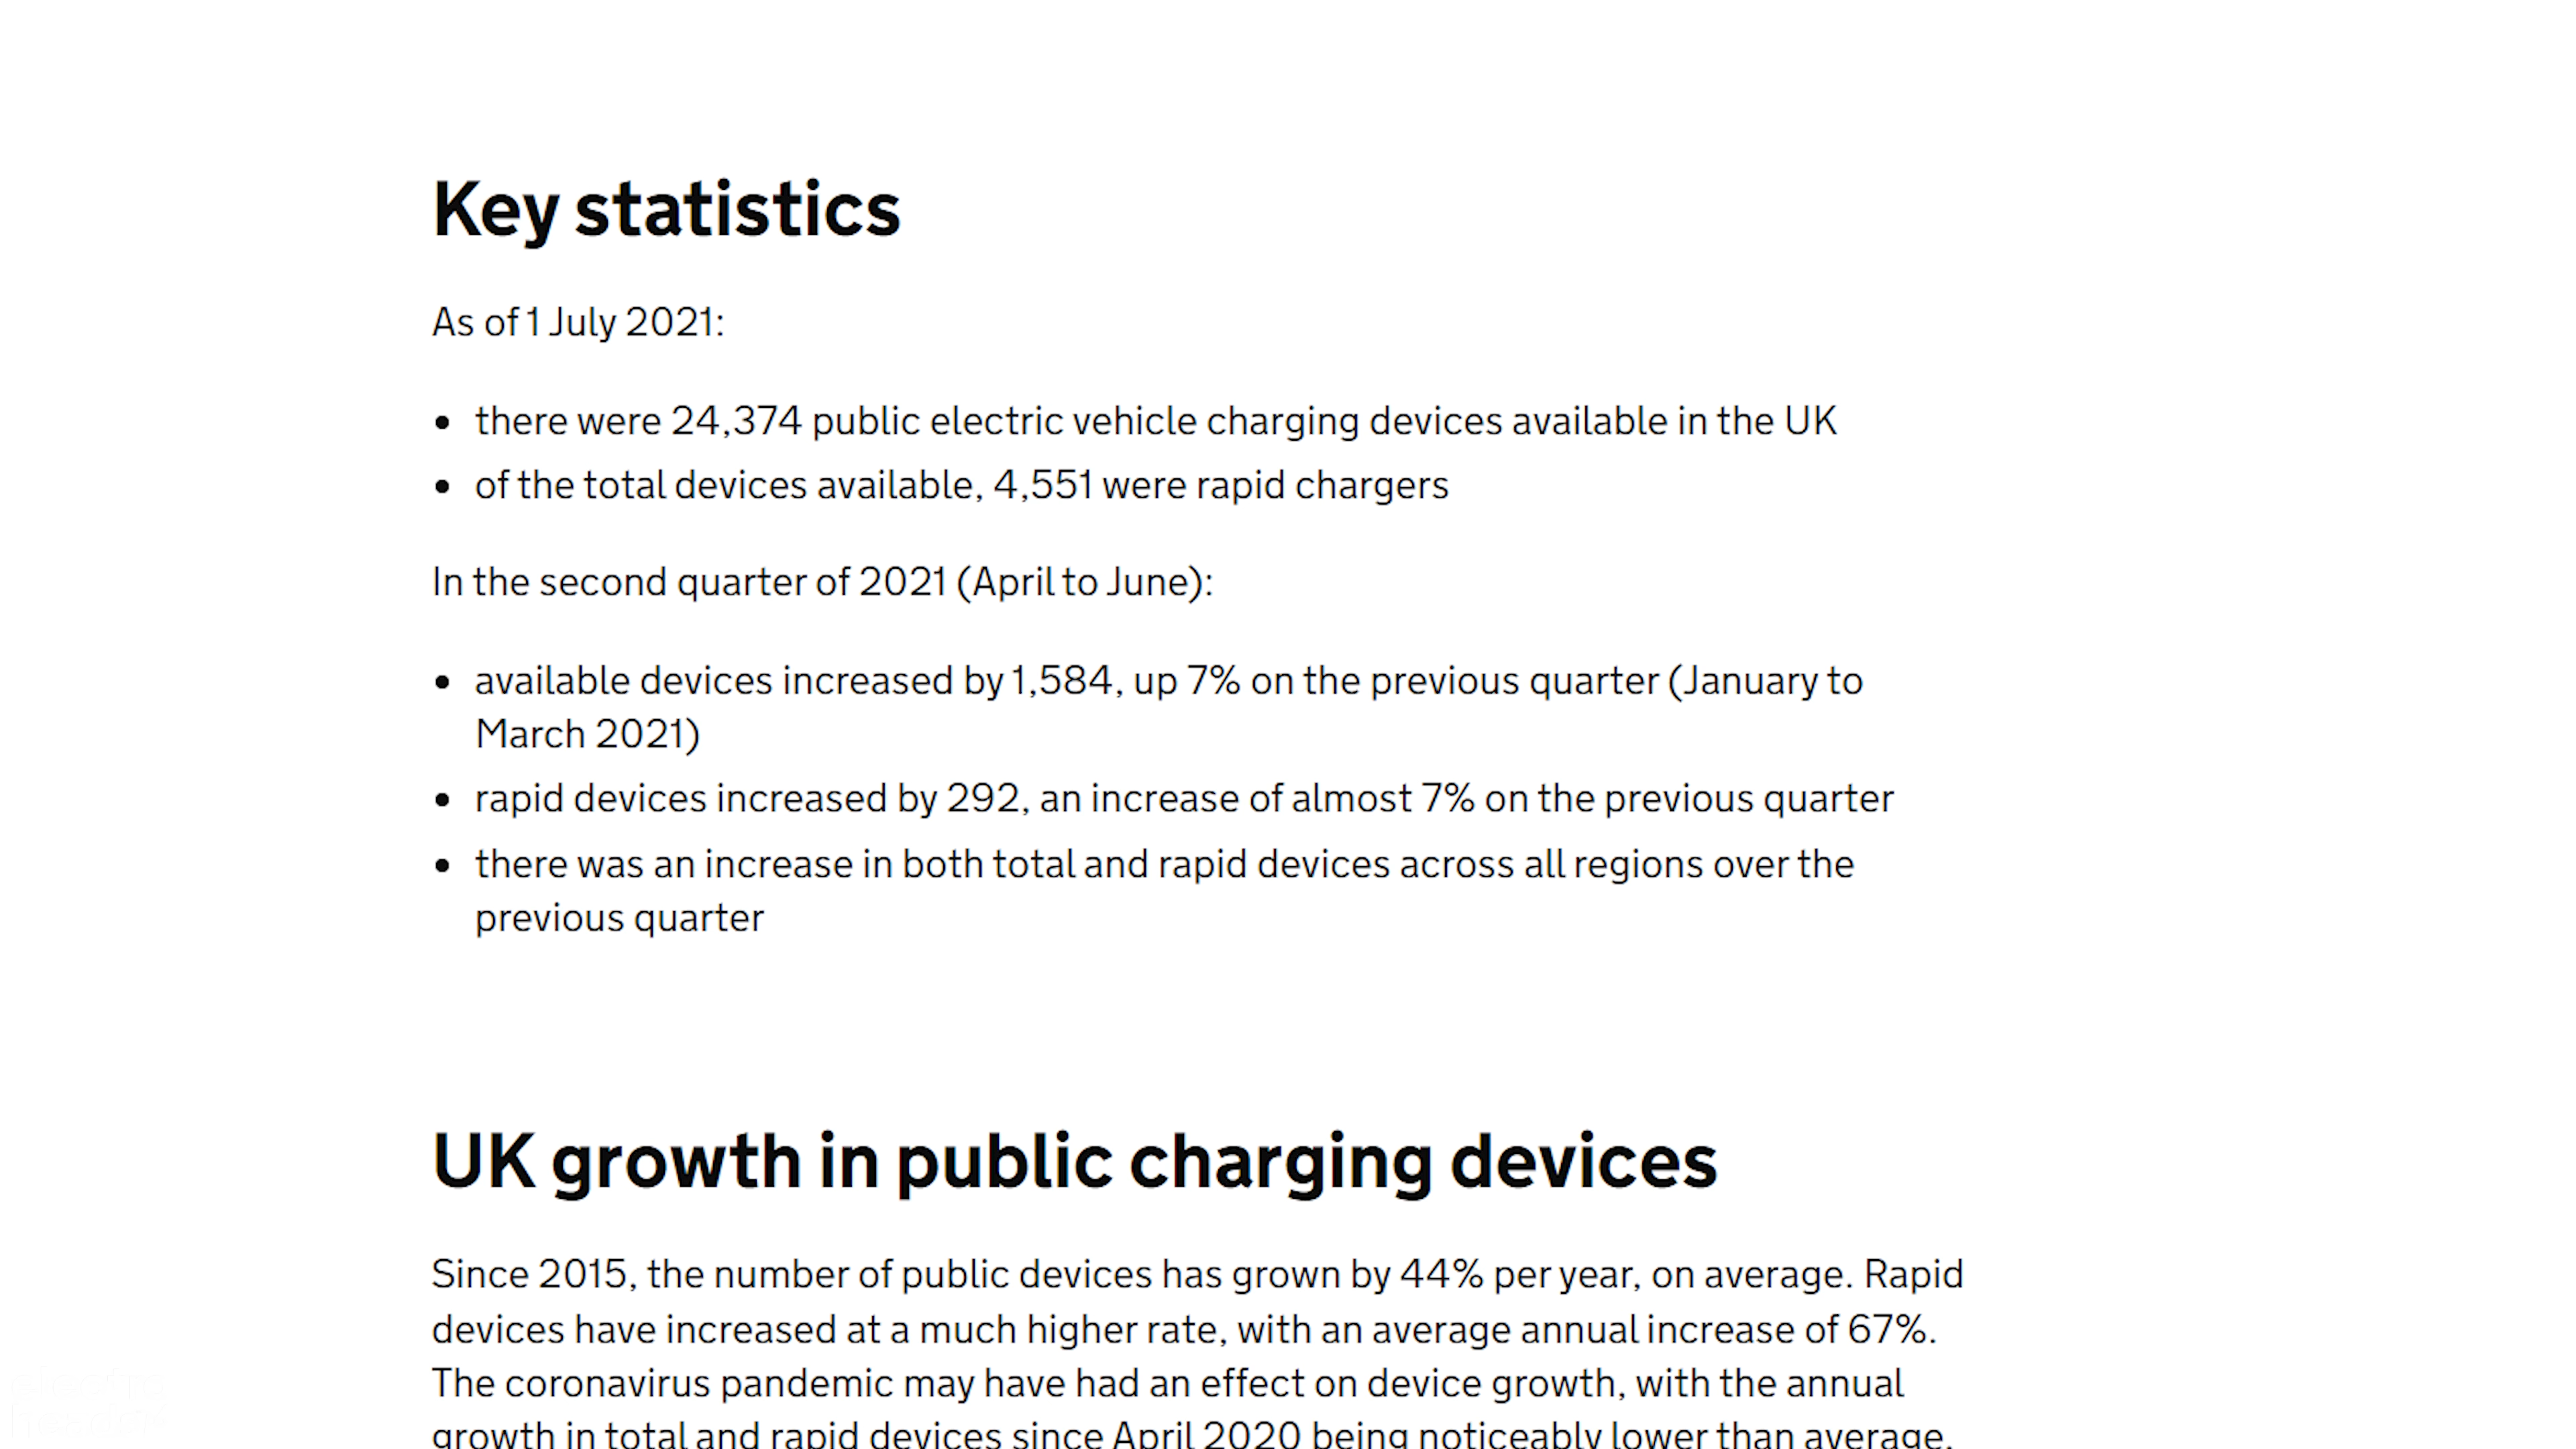 Key statistics
As of 1 July 2021:
• there were 24,374 public electric vehicle charging devices available in the UK
• of the total devices available, 4,551 were rapid chargers
In the second quarter of 2021 (April to June):
• available devices increased by 1,584, up 7% on the previous quarter (January to
March 2021)
• rapid devices increased by 292, an increase of almost 7% on the previous quarter
• there was an increase in both total and rapid devices across all regions over the
previous quarter
UK growth in public charging devices
Since 2015, the number of public devices has grown by 44% per year, on average. Rapid
devices have increased at a much higher rate, with an average annual increase of 67%.
The coronavirus pandemic may have had an effect on device growth, with the annual
growth in total and rapid devices since April 2020 being noticeably lower than average.